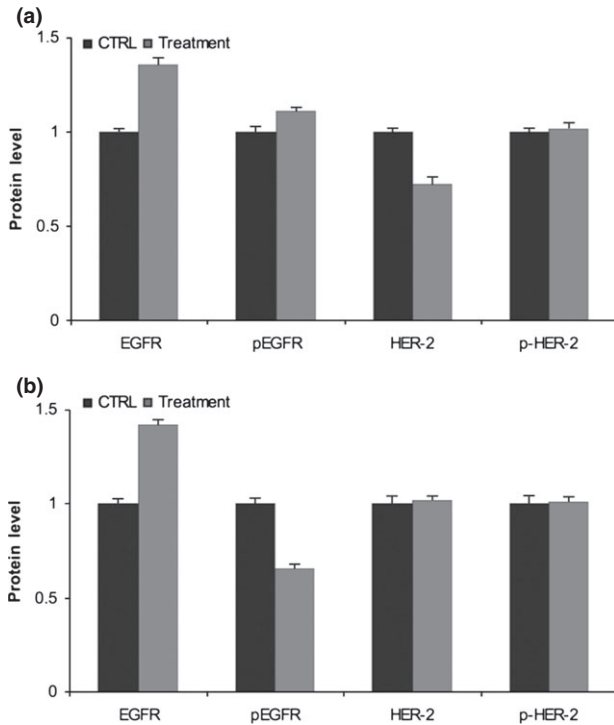 (a)
1.5
CTRL Treatment
1
Protein level
0.5
0
EGFR pEGFR HER-2 p-HER-2
(b)
1.5
CTRL Treatment
1
Protein level
0.5
0
EGFR pEGFR HER-2 p-HER-2